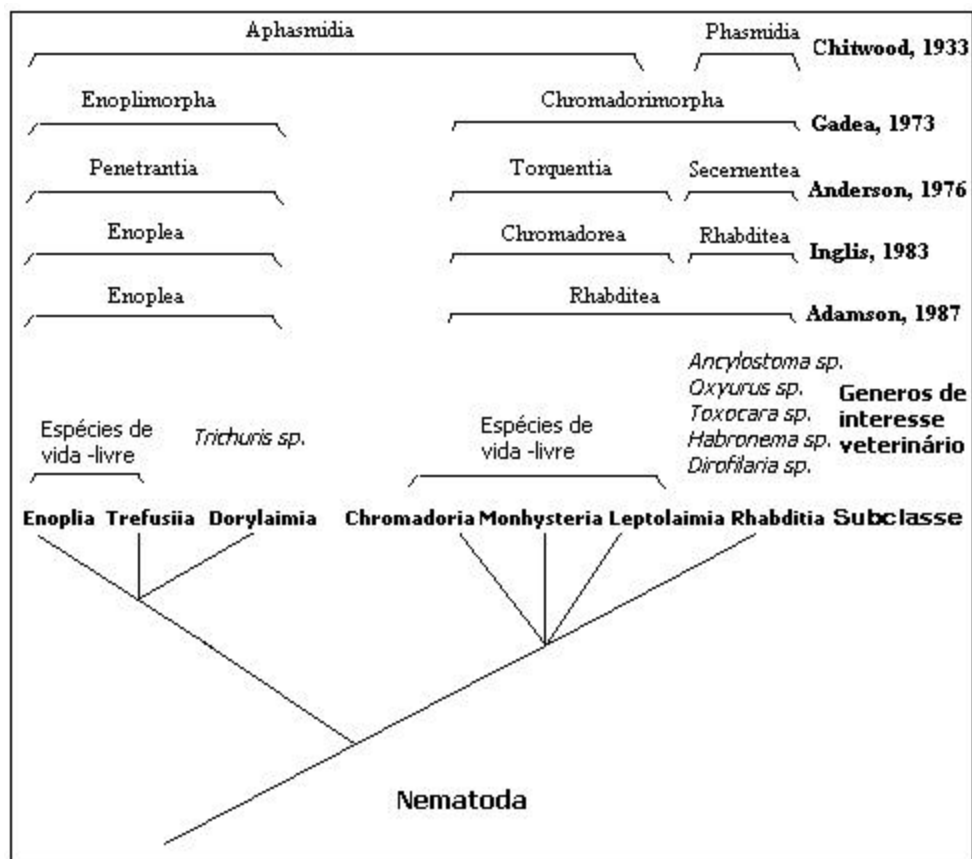 Aphasmidia Phasmidia Chitwood, 1933
Enoplimorpha Chromadorimorpha Gadea, 1973
Penetrantia Torquentia Secernentea Anderson, 1976
Enoplea Chromadorea Rhabditea Inglis, 1983
Enoplea Rhabditea Adamson, 1987
Ancylostoma sp.
Oxyurus sp.
Toxocara sp.
Habronema sp.
Dirofilaria sp.
Generos de
interesse
veterinário
Espécies de
vida -livre
Trichuris sp.
Espécies de
vida -livre
Enoplia Trefusiia Dorylaimia Chromadoria Monhysteria Leptolaimia Rhabditia Subclasse
Nematoda